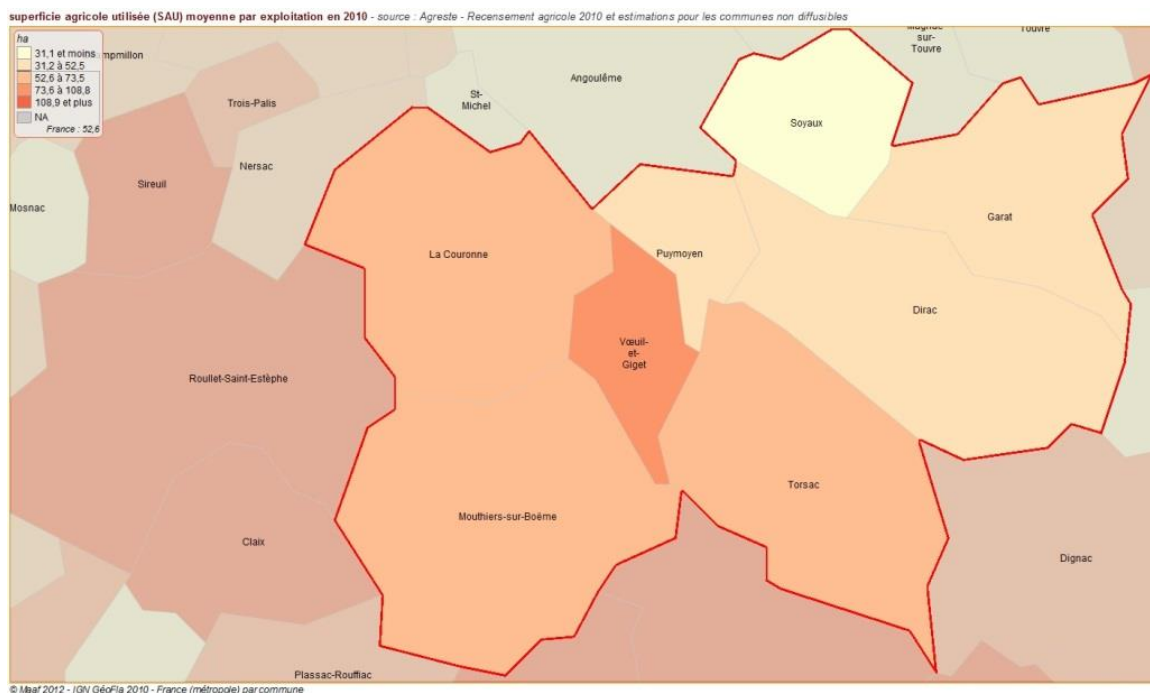 superficie agricole utilisée (SAU) moyenne par exploitation en 2010 - source : Agreste - Recensement agricole 2010 et estimations pour les communes non diffusibles
ha
31,1 et moins
31,2 à 52,5
52,6 à 73,5
73,6 à 108,8
108,9 et plus
NA
France : 52,6
sur-
Touvre
Touvre
Angoulême
St-
Michel
Trois-Palis
Soyaux
Nersac
Sireuil
Mosnac
Garat
La Couronne
Puymoyen
Dirac
Vœuil-
et-
Giget
Roullet-Saint-Estèphe
Torsac
Mouthiers-sur-Boëme
Claix
Dignac
Plassac-Rouffiac
© Maaf 2012 - IGN GéoFla 2010 - France (métropole) par commune